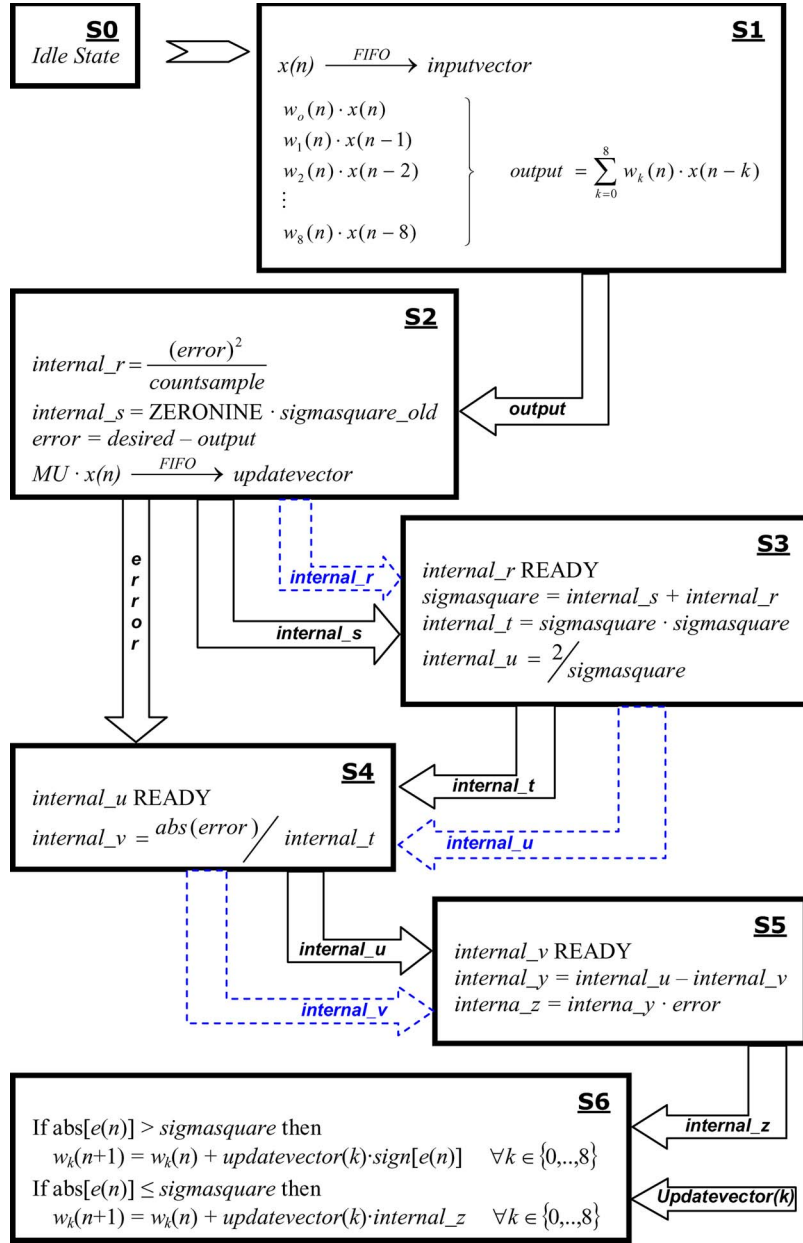 S0
Idle State
S1
x(n) FIFO → inputvector
w_o(n) · x(n)
w_1(n) · x(n − 1)
w_2(n) · x(n − 2)
⋮
w_8(n) · x(n − 8)
output = ∑_{k=0}^{8} w_k(n) · x(n − k)
output
S2
internal_r = (error)^2 / countsample
internal_s = ZERONINE · sigmasquare_old
error = desired – output
MU · x(n) FIFO → updatevector
error
internal_r
internal_s
S3
internal_r READY
sigmasquare = internal_s + internal_r
internal_t = sigmasquare · sigmasquare
internal_u = 2/sigmasquare
internal_t
internal_u
S4
internal_u READY
internal_v = abs(error)/internal_t
internal_u
internal_v
S5
internal_v READY
internal_y = internal_u – internal_v
interna_z = interna_y · error
internal_z
S6
If abs[e(n)] > sigmasquare then
w_k(n+1) = w_k(n) + updatevector(k)·sign[e(n)] ∀k ∈ {0,..,8}
If abs[e(n)] ≤ sigmasquare then
w_k(n+1) = w_k(n) + updatevector(k)·internal_z ∀k ∈ {0,..,8}
Updatevector(k)